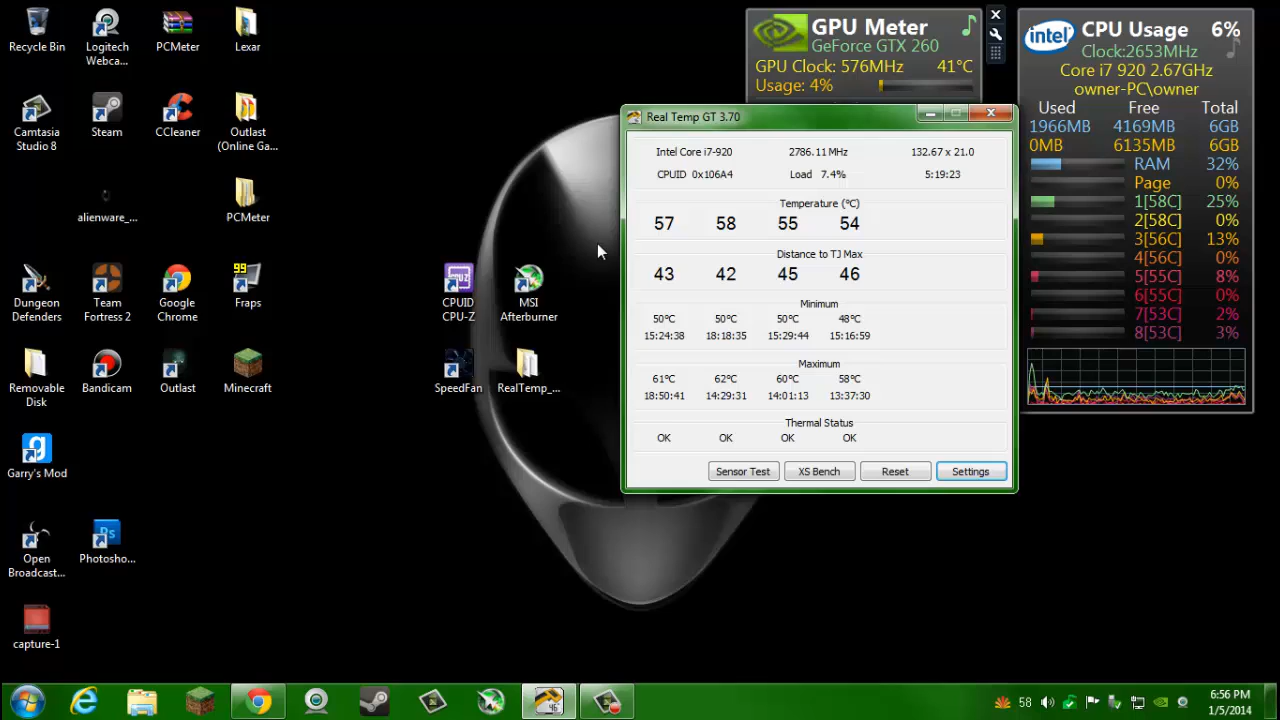 Recycle Bin
Logitech
Webca...
PCMeter
Lexar
Camtasia
Studio 8
Steam
CCleaner
Outlast
(Online Ga...
alienware_...
PCMeter
Dungeon
Defenders
Team
Fortress 2
Google
Chrome
99
Fraps
CPUID
CPU-Z
MSI
Afterburner
Removable
Disk
Bandicam
Outlast
Minecraft
SpeedFan
RealTemp_...
Garry's Mod
Open
Broadcast...
Ps
Photosho...
capture-1
GPU Meter
GeForce GTX 260
GPU Clock: 576MHz 41°C
Usage: 4%
intel
CPU Usage 6%
Clock:2653MHz
Core i7 920 2.67GHz
owner-PC\owner
Used Free Total
1966MB 4169MB 6GB
0MB 6135MB 6GB
RAM 32%
Page 0%
1[58C] 25%
2[58C] 0%
3[56C] 13%
4[56C] 0%
5[55C] 8%
6[55C] 0%
7[53C] 2%
8[53C] 3%
Real Temp GT 3.70
Intel Core i7-920 2786.11 MHz 132.67 x 21.0
CPUID 0x106A4 Load 7.4% 5:19:23
Temperature (°C)
57 58 55 54
Distance to TJ Max
43 42 45 46
Minimum
50°C 50°C 50°C 48°C
15:24:38 18:18:35 15:29:44 15:16:59
Maximum
61°C 62°C 60°C 58°C
18:50:41 14:29:31 14:01:13 13:37:30
Thermal Status
OK OK OK OK
Sensor Test XS Bench Reset Settings
46
58
6:56 PM
1/5/2014